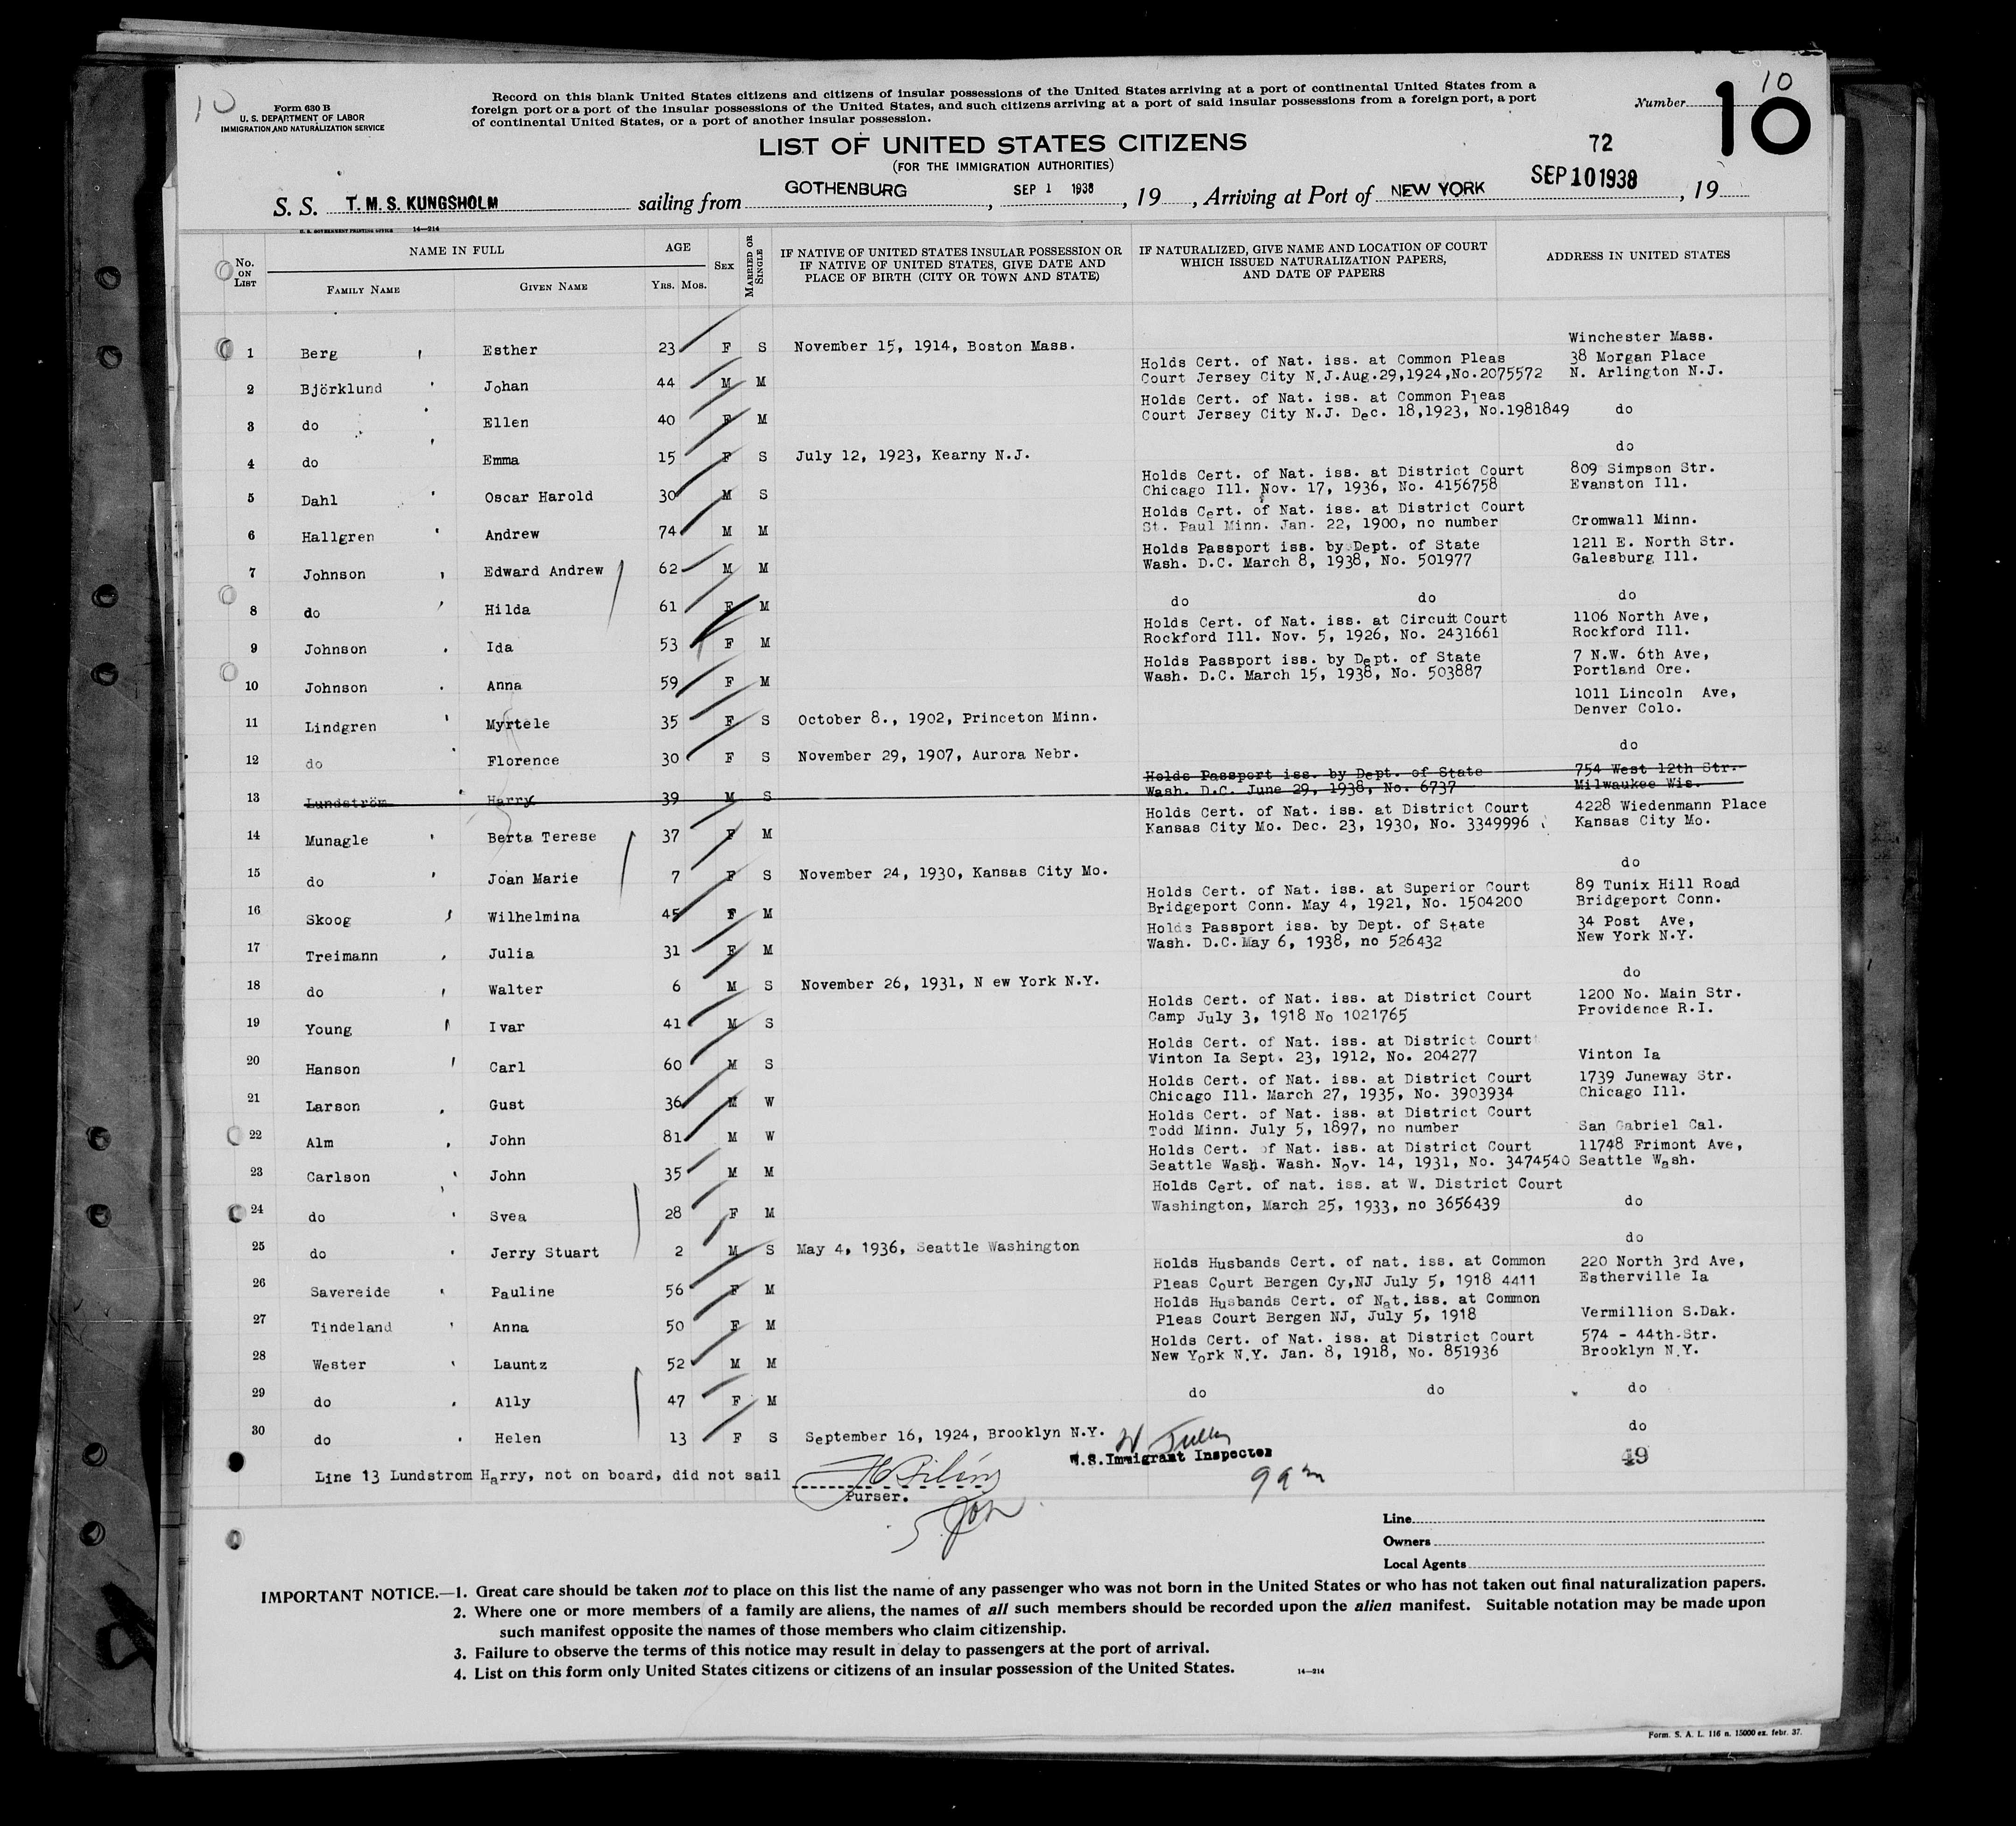 10
Form 630 B
U. S. DEPARTMENT OF LABOR
IMMIGRATION AND NATURALIZATION SERVICE
Record on this blank United States citizens and citizens of insular possessions of the United States arriving at a port of continental United States from a
foreign port or a port of the insular possessions of the United States, and such citizens arriving at a port of said insular possessions from a foreign port, a port
of continental United States, or a port of another insular possession.
Number 10
10
LIST OF UNITED STATES CITIZENS
(FOR THE IMMIGRATION AUTHORITIES)
72
S. S. T. M. S. KUNGSHOLM sailing from GOTHENBURG, SEP 1 1938, 19 , Arriving at Port of NEW YORK SEP 10 1938, 19
U. S. GOVERNMENT PRINTING OFFICE 14—214
No. ON LIST NAME IN FULL FAMILY NAME GIVEN NAME AGE YRS. MOS. SEX MARRIED OR SINGLE IF NATIVE OF UNITED STATES INSULAR POSSESSION OR IF NATIVE OF UNITED STATES, GIVE DATE AND PLACE OF BIRTH (CITY OR TOWN AND STATE) IF NATURALIZED, GIVE NAME AND LOCATION OF COURT WHICH ISSUED NATURALIZATION PAPERS, AND DATE OF PAPERS ADDRESS IN UNITED STATES
1 Berg Esther 23 F S November 15, 1914, Boston Mass. Winchester Mass.
2 Björklund Johan 44 M M Holds Cert. of Nat. iss. at Common Pleas Court Jersey City N.J. Aug. 29, 1924, No. 2075572 38 Morgan Place N. Arlington N.J.
3 do Ellen 40 F M Holds Cert. of Nat. iss. at Common Pleas Court Jersey City N.J. Dec. 18, 1923, No. 1981849 do
4 do Emma 15 F S July 12, 1923, Kearny N.J. do
5 Dahl Oscar Harold 30 M S Holds Cert. of Nat. iss. at District Court Chicago Ill. Nov. 17, 1936, No. 4156758 809 Simpson Str. Evanston Ill.
6 Hallgren Andrew 74 M M Holds Cert. of Nat. iss. at District Court St. Paul Minn. Jan. 22, 1900, no number Cromwall Minn.
7 Johnson Edward Andrew 62 M M Holds Passport iss. by Dept. of State Wash. D.C. March 8, 1938, No. 501977 1211 E. North Str. Galesburg Ill.
8 do Hilda 61 F M do do do
9 Johnson Ida 53 F M Holds Cert. of Nat. iss. at Circuit Court Rockford Ill. Nov. 5, 1926, No. 2431661 1106 North Ave, Rockford Ill.
10 Johnson Anna 59 F M Holds Passport iss. by Dept. of State Wash. D.C. March 15, 1938, No. 503887 7 N.W. 6th Ave, Portland Ore.
11 Lindgren Myrtele 35 F S October 8., 1902, Princeton Minn. 1011 Lincoln Ave, Denver Colo.
12 do Florence 30 F S November 29, 1907, Aurora Nebr. do
13 Lundström Harry 39 M S Holds Passport iss. by Dept. of State Wash. D.C. June 29, 1938, No. 6737 754 West 12th Str. Milwaukee Wis.
14 Munagle Berta Terese 37 F M Holds Cert. of Nat. iss. at District Court Kansas City Mo. Dec. 23, 1930, No. 3349996 4228 Wiedenmann Place Kansas City Mo.
15 do Joan Marie 7 F S November 24, 1930, Kansas City Mo. do
16 Skoog Wilhelmina 45 F M Holds Cert. of Nat. iss. at Superior Court Bridgeport Conn. May 4, 1921, No. 1504200 89 Tunix Hill Road Bridgeport Conn.
17 Treimann Julia 31 F M Holds Passport iss. by Dept. of State Wash. D.C. May 6, 1938, no 526432 34 Post Ave, New York N.Y.
18 do Walter 6 M S November 26, 1931, N ew York N.Y. do
19 Young Ivar 41 M S Holds Cert. of Nat. iss. at District Court Camp July 3, 1918 No 1021765 1200 No. Main Str. Providence R.I.
20 Hanson Carl 60 M S Holds Cert. of Nat. iss. at District Court Vinton Ia Sept. 23, 1912, No. 204277 Vinton Ia
21 Larson Gust 36 M W Holds Cert. of Nat. iss. at District Court Chicago Ill. March 27, 1935, No. 3903934 1739 Juneway Str. Chicago Ill.
22 Alm John 81 M W Holds Cert. of Nat. iss. at District Court Todd Minn. July 5, 1897, no number San Gabriel Cal.
23 Carlson John 35 M M Holds Cert. of Nat. iss. at District Court Seattle Wash. Wash. Nov. 14, 1931, No. 3474540 11748 Frimont Ave, Seattle Wash.
24 do Svea 28 F M Holds Cert. of nat. iss. at W. District Court Washington, March 25, 1933, no 3656439 do
25 do Jerry Stuart 2 M S May 4, 1936, Seattle Washington do
26 Savereide Pauline 56 F M Holds Husbands Cert. of nat. iss. at Common Pleas Court Bergen Cy,NJ July 5, 1918 4411 220 North 3rd Ave, Estherville Ia
27 Tindeland Anna 50 F M Holds Husbands Cert. of Nat. iss. at Common Pleas Court Bergen NJ, July 5, 1918 Vermillion S.Dak.
28 Wester Launtz 52 M M Holds Cert. of Nat. iss. at District Court New York N.Y. Jan. 8, 1918, No. 851936 574 - 44th-Str. Brooklyn N.Y.
29 do Ally 47 F M do do do
30 do Helen 13 F S September 16, 1924, Brooklyn N.Y. do
U.S. Immigrant Inspector
49
Line 13 Lundstrom Harry, not on board, did not sail
Purser.
Line
Owners
Local Agents
IMPORTANT NOTICE.—1. Great care should be taken not to place on this list the name of any passenger who was not born in the United States or who has not taken out final naturalization papers.
2. Where one or more members of a family are aliens, the names of all such members should be recorded upon the alien manifest. Suitable notation may be made upon
such manifest opposite the names of those members who claim citizenship.
3. Failure to observe the terms of this notice may result in delay to passengers at the port of arrival.
4. List on this form only United States citizens or citizens of an insular possession of the United States. 14—214
Form. S. A. L. 116 n. 15000 ex. febr. 37.